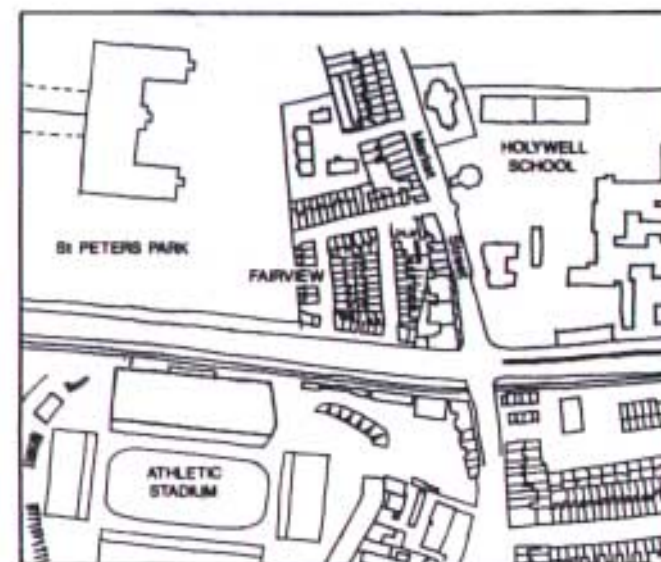 HOLYWELL
SCHOOL
Market
Street
St PETERS PARK
FAIRVIEW
ATHLETIC
STADIUM